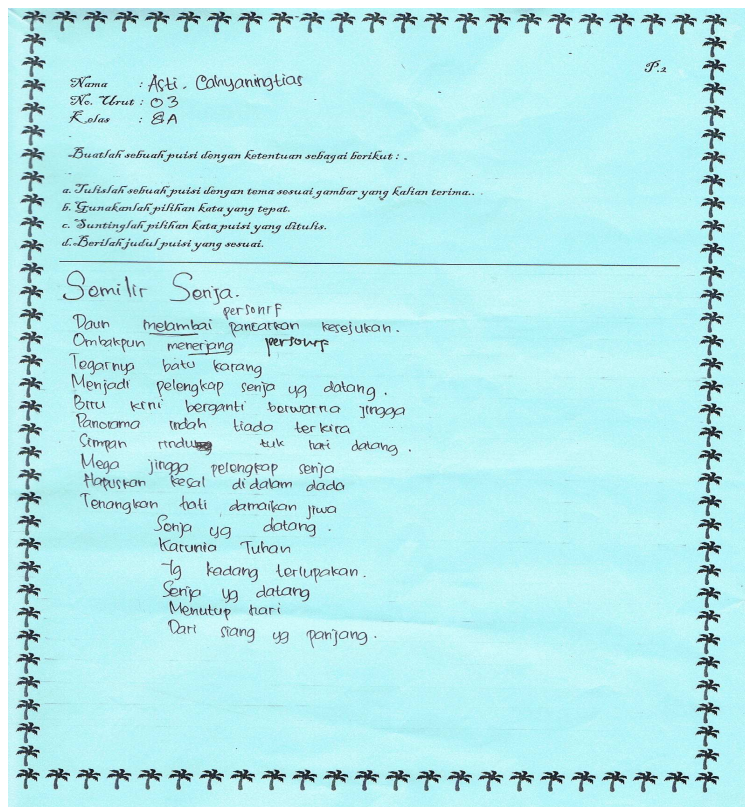 P.2
Nama : Asti. Cahyaningtias
No. Urut : 03
Kelas : 8A
Buatlah sebuah puisi dengan ketentuan sebagai berikut : .
a. Tulislah sebuah puisi dengan tema sesuai gambar yang kalian terima..
b. Gunakanlah pilihan kata yang tepat.
c. Suntinglah pilihan kata puisi yang ditulis.
d. Berilah judul puisi yang sesuai.
Semilir Senja.
personif
Daun melambai pancarkan kesejukan.
Ombakpun menerjang personif
Tegarnya batu karang
Menjadi pelengkap senja yg datang.
Biru kini berganti berwarna jingga
Panorama indah tiada terkira
Simpan rindu tuk hari datang.
Mega jingga pelengkap senja
Hapuskan kesal didalam dada
Tenangkan hati damaikan jiwa
Senja yg datang.
Karunia Tuhan
Yg kadang terlupakan.
Senja yg datang
Menutup hari
Dari siang yg panjang.